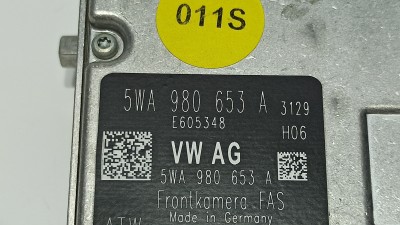 011S
5WA 980 653 A 3129
E605348 H06
VW AG
5WA 980 653 A
Frontkamera FAS
Made in Germany